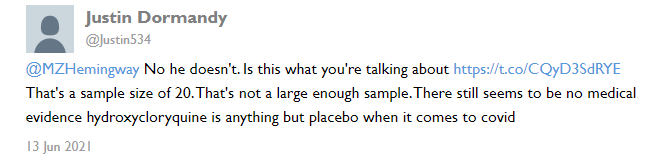 Justin Dormandy
@Justin534
@MZHemingway No he doesn't. Is this what you're talking about https://t.co/CQyD3SdRYE
That's a sample size of 20. That's not a large enough sample. There still seems to be no medical
evidence hydroxycloryquine is anything but placebo when it comes to covid
13 Jun 2021